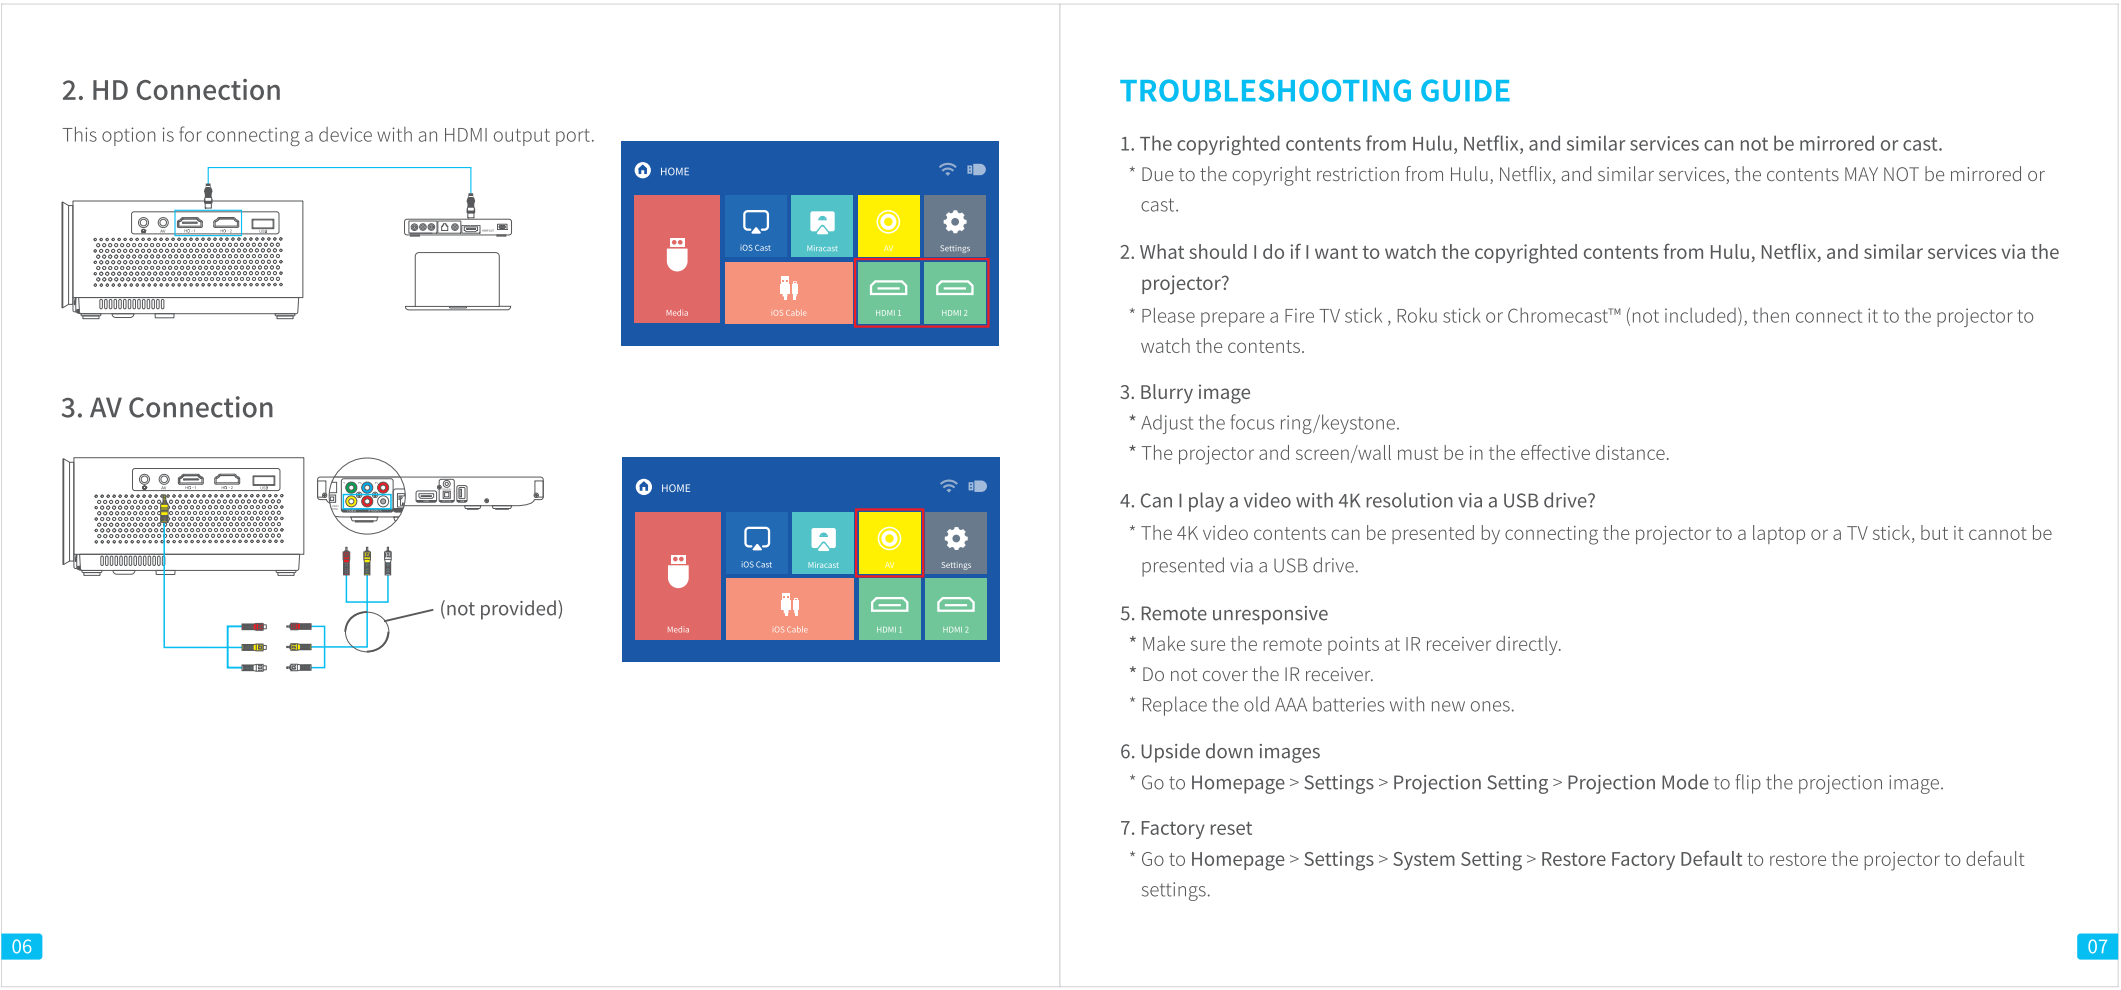 2. HD Connection
This option is for connecting a device with an HDMI output port.
HD-1
HD-2
USB
AV
HOME
iOS Cast
Miracast
AV
Settings
Media
iOS Cable
HDMI 1
HDMI 2
3. AV Connection
AV
HD-1
HD-2
USB
(not provided)
HOME
iOS Cast
Miracast
AV
Settings
Media
iOS Cable
HDMI 1
HDMI 2
06
TROUBLESHOOTING GUIDE
1. The copyrighted contents from Hulu, Netflix, and similar services can not be mirrored or cast.
* Due to the copyright restriction from Hulu, Netflix, and similar services, the contents MAY NOT be mirrored or
cast.
2. What should I do if I want to watch the copyrighted contents from Hulu, Netflix, and similar services via the
projector?
* Please prepare a Fire TV stick , Roku stick or Chromecast™ (not included), then connect it to the projector to
watch the contents.
3. Blurry image
* Adjust the focus ring/keystone.
* The projector and screen/wall must be in the effective distance.
4. Can I play a video with 4K resolution via a USB drive?
* The 4K video contents can be presented by connecting the projector to a laptop or a TV stick, but it cannot be
presented via a USB drive.
5. Remote unresponsive
* Make sure the remote points at IR receiver directly.
* Do not cover the IR receiver.
* Replace the old AAA batteries with new ones.
6. Upside down images
* Go to Homepage > Settings > Projection Setting > Projection Mode to flip the projection image.
7. Factory reset
* Go to Homepage > Settings > System Setting > Restore Factory Default to restore the projector to default
settings.
07